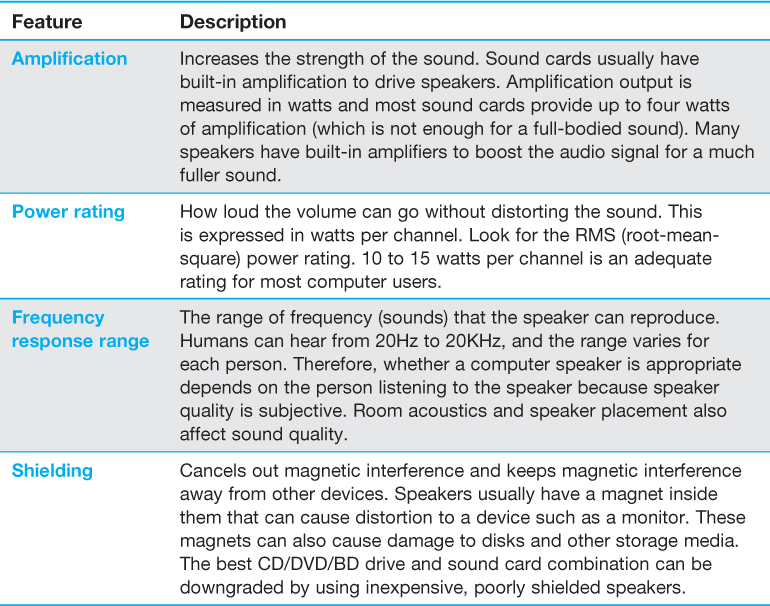 Feature Description
Amplification Increases the strength of the sound. Sound cards usually have
built-in amplification to drive speakers. Amplification output is
measured in watts and most sound cards provide up to four watts
of amplification (which is not enough for a full-bodied sound). Many
speakers have built-in amplifiers to boost the audio signal for a much
fuller sound.
Power rating How loud the volume can go without distorting the sound. This
is expressed in watts per channel. Look for the RMS (root-mean-
square) power rating. 10 to 15 watts per channel is an adequate
rating for most computer users.
Frequency The range of frequency (sounds) that the speaker can reproduce.
response range Humans can hear from 20Hz to 20KHz, and the range varies for
each person. Therefore, whether a computer speaker is appropriate
depends on the person listening to the speaker because speaker
quality is subjective. Room acoustics and speaker placement also
affect sound quality.
Shielding Cancels out magnetic interference and keeps magnetic interference
away from other devices. Speakers usually have a magnet inside
them that can cause distortion to a device such as a monitor. These
magnets can also cause damage to disks and other storage media.
The best CD/DVD/BD drive and sound card combination can be
downgraded by using inexpensive, poorly shielded speakers.